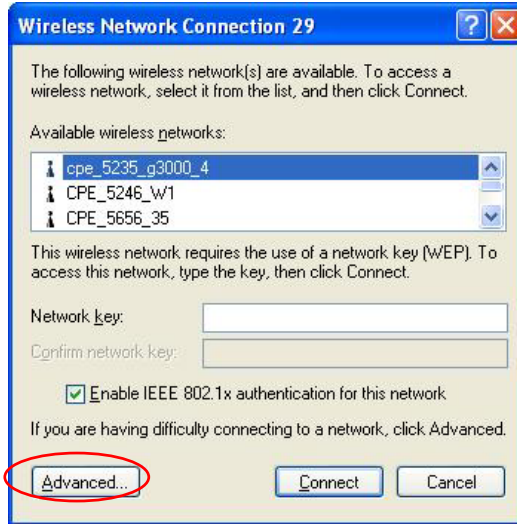 Wireless Network Connection 29
The following wireless network(s) are available. To access a
wireless network, select it from the list, and then click Connect.
Available wireless networks:
cpe_5235_g3000_4
CPE_5246_W1
CPE_5656_35
This wireless network requires the use of a network key (WEP). To
access this network, type the key, then click Connect.
Network key:
Confirm network key:
Enable IEEE 802.1x authentication for this network
If you are having difficulty connecting to a network, click Advanced.
Advanced... Connect Cancel